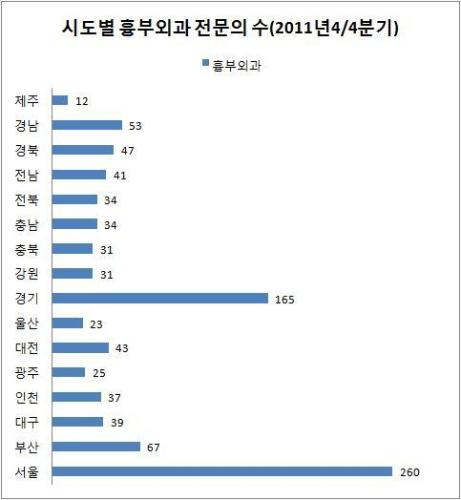 시도별 흉부외과 전문의 수(2011년4/4분기)
흉부외과
제주 12
경남 53
경북 47
전남 41
전북 34
충남 34
충북 31
강원 31
경기 165
울산 23
대전 43
광주 25
인천 37
대구 39
부산 67
서울 260